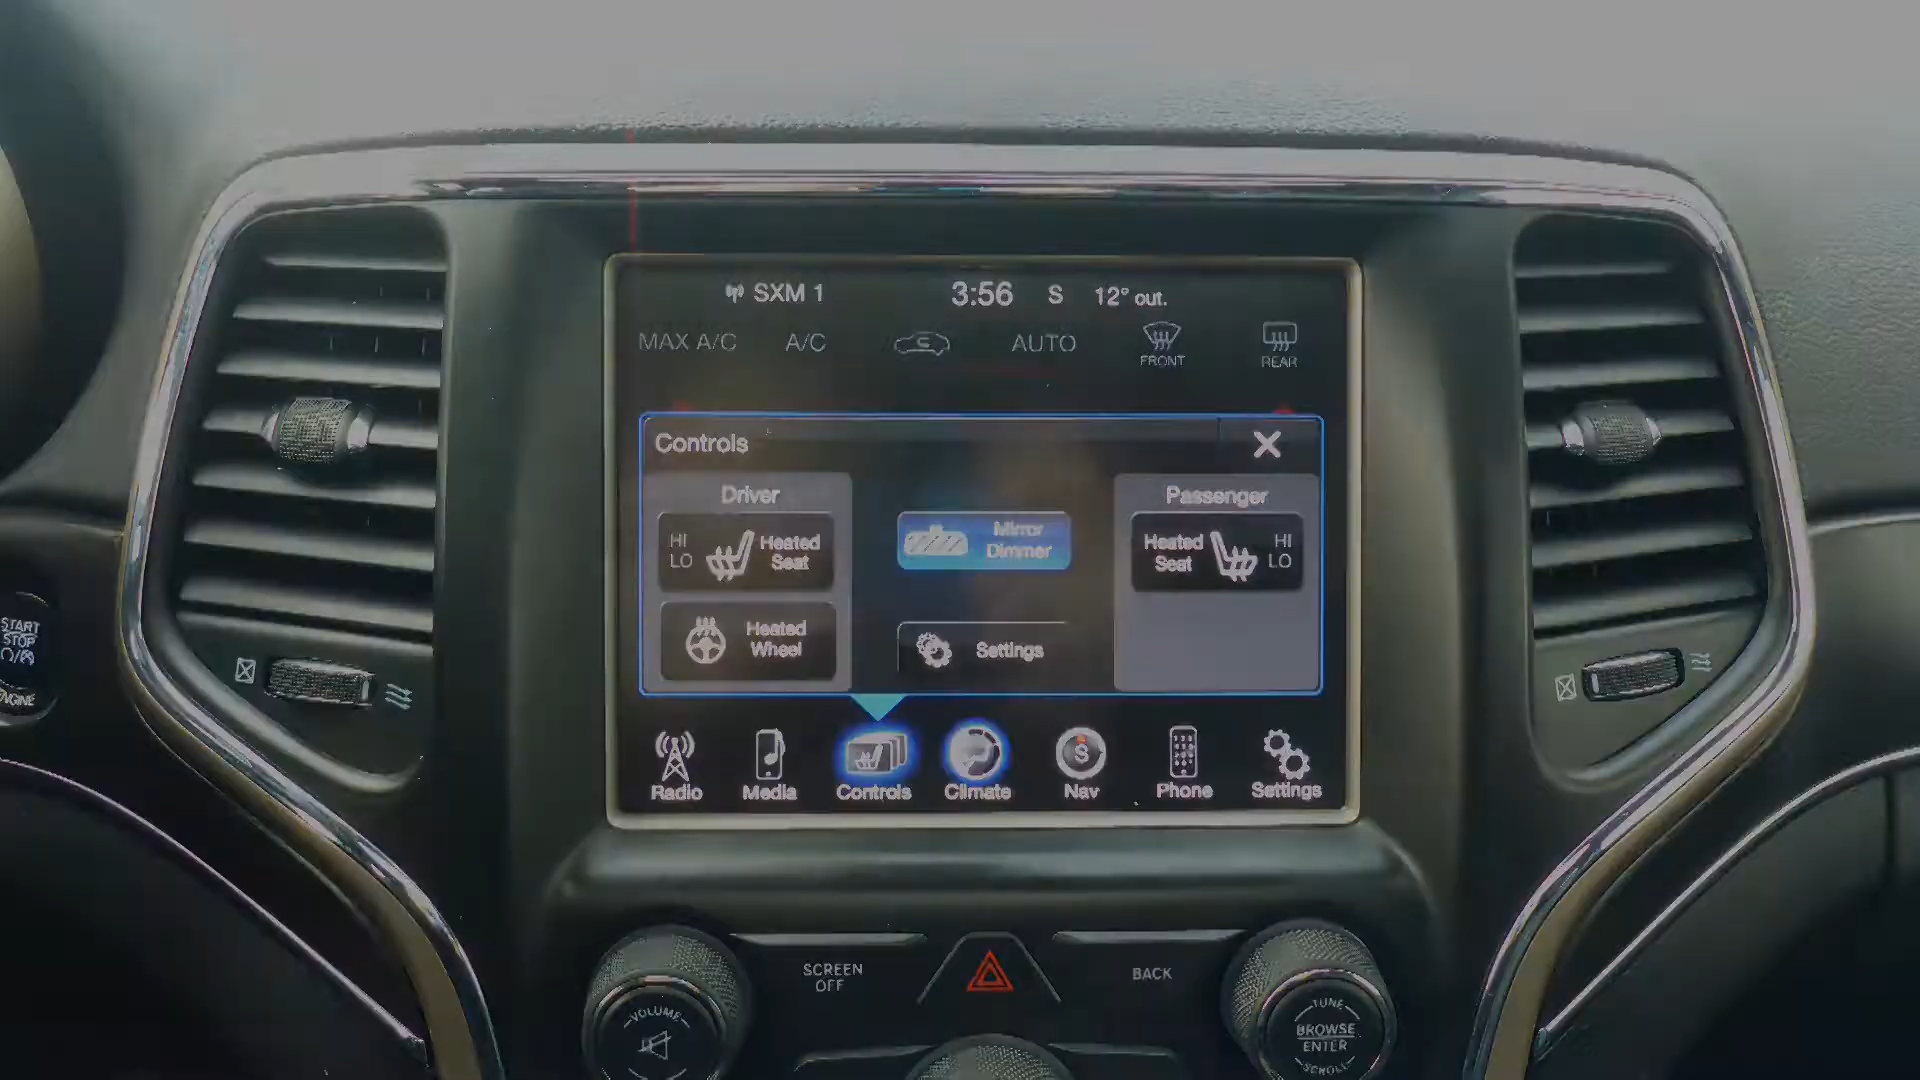 SXM 1 3:56 S 12° out.
MAX A/C A/C AUTO FRONT REAR
Controls
Driver
HI
LO
Heated
Seat
Heated
Wheel
Mirror
Dimmer
Settings
Passenger
Heated
Seat
HI
LO
Radio Media Controls Climate Nav Phone Settings
S
START
STOP
ENGINE
SCREEN
OFF
BACK
VOLUME
TUNE
BROWSE
ENTER
SCROLL